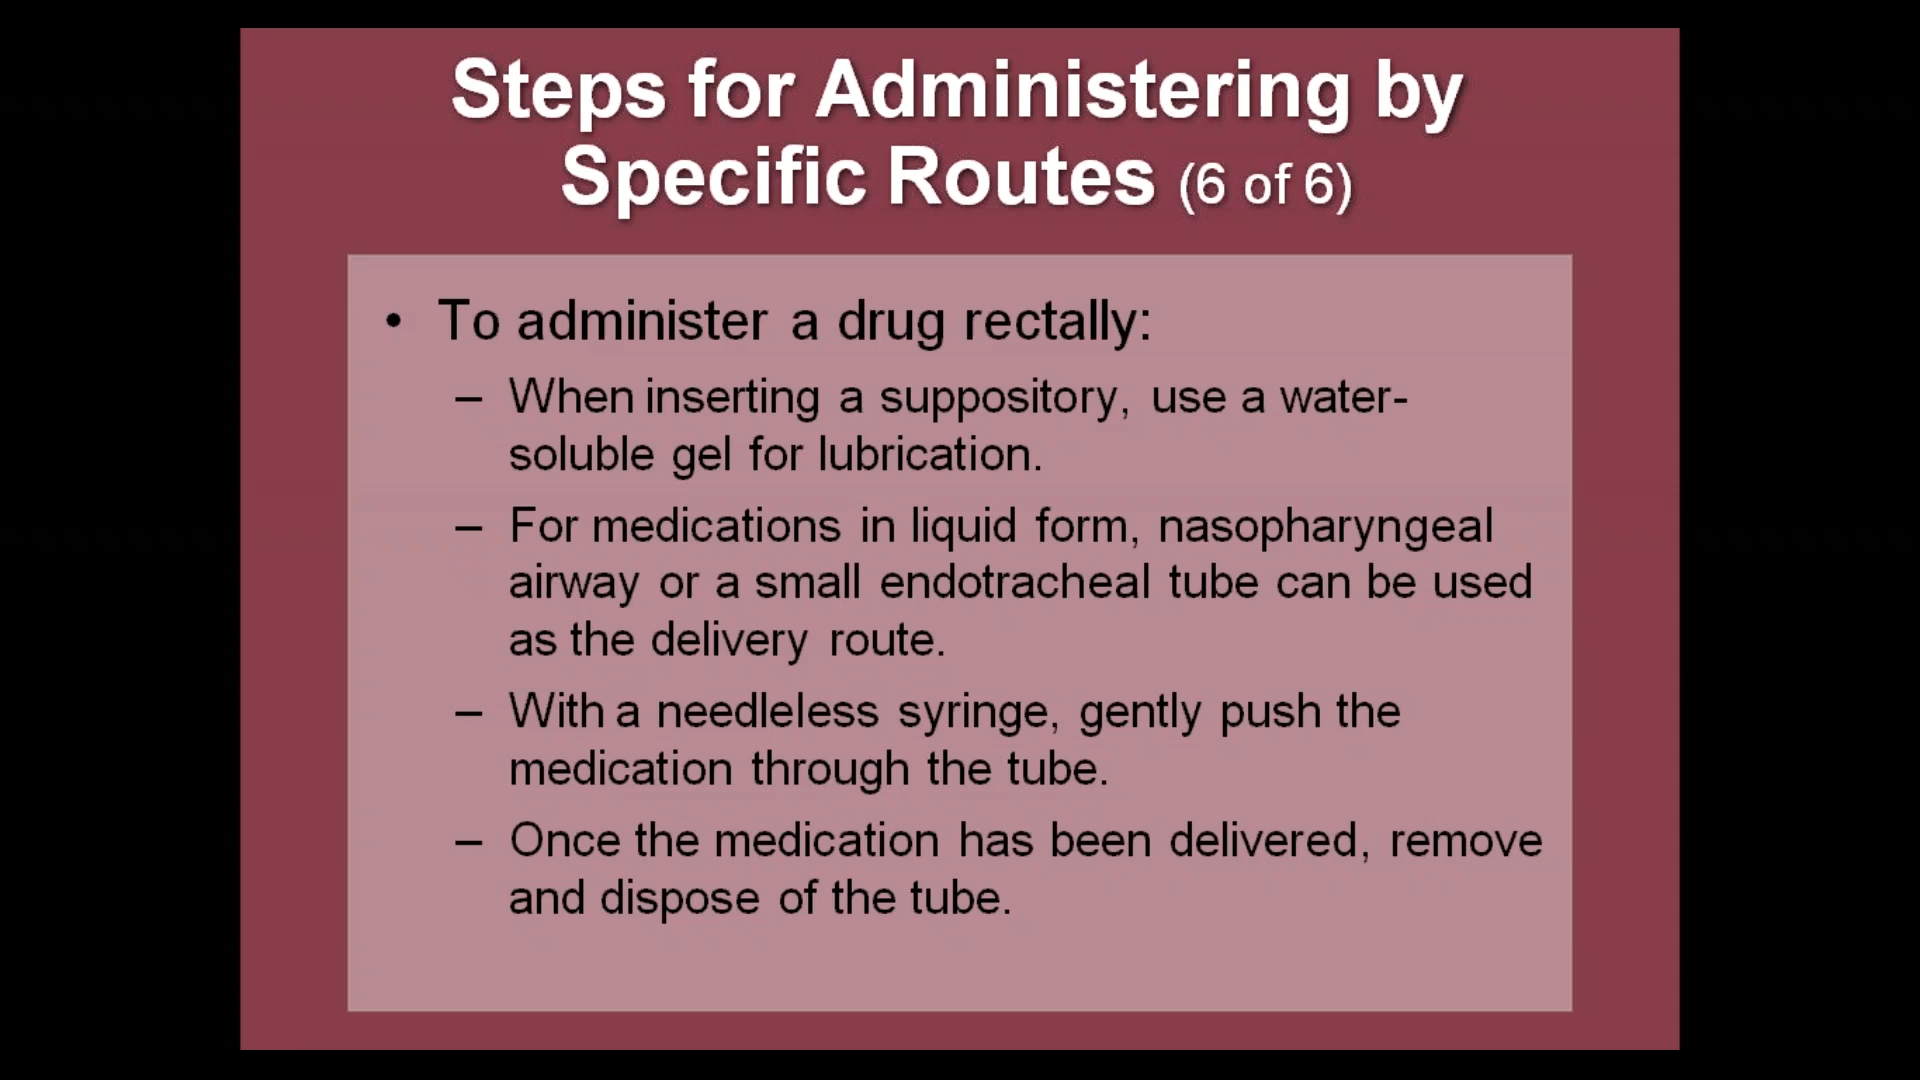 Steps for Administering by
Specific Routes (6 of 6)
• To administer a drug rectally:
– When inserting a suppository, use a water-
soluble gel for lubrication.
– For medications in liquid form, nasopharyngeal
airway or a small endotracheal tube can be used
as the delivery route.
– With a needleless syringe, gently push the
medication through the tube.
– Once the medication has been delivered, remove
and dispose of the tube.